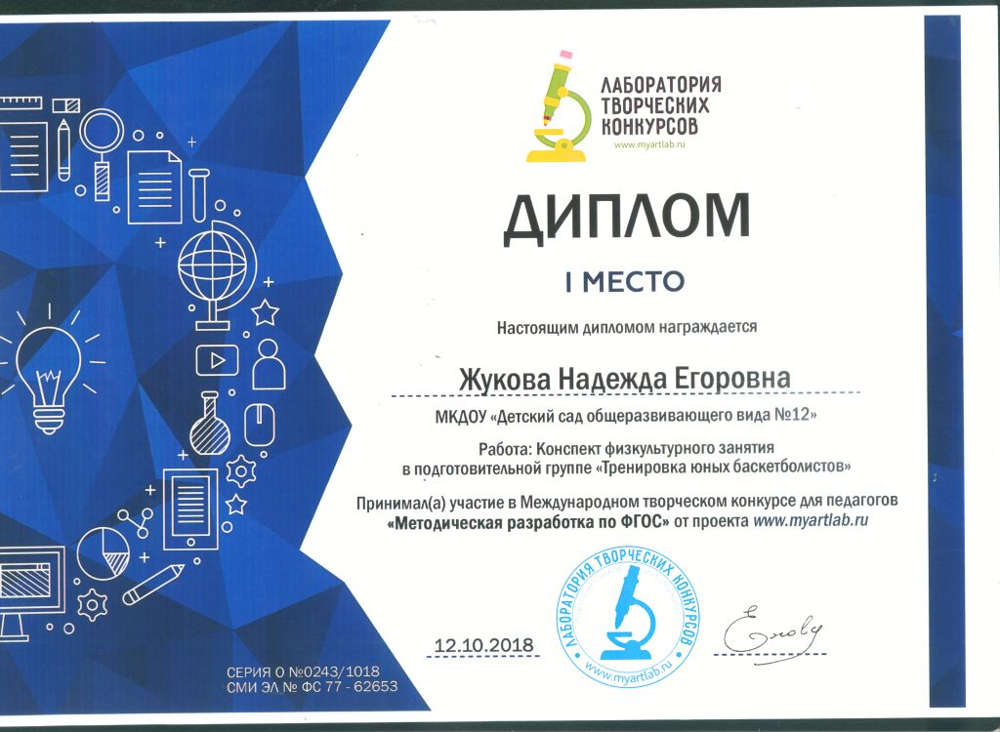 ЛАБОРАТОРИЯ
ТВОРЧЕСКИХ
КОНКУРСОВ
www.myartlab.ru
ДИПЛОМ
I МЕСТО
Настоящим дипломом награждается
Жукова Надежда Егоровна
МКДОУ «Детский сад общеразвивающего вида №12»
Работа: Конспект физкультурного занятия
в подготовительной группе «Тренировка юных баскетболистов»
Принимал(а) участие в Международном творческом конкурсе для педагогов
«Методическая разработка по ФГОС» от проекта www.myartlab.ru
12.10.2018
ЛАБОРАТОРИЯ ТВОРЧЕСКИХ КОНКУРСОВ
www.myartlab.ru
СЕРИЯ О №0243/1018
СМИ ЭЛ № ФС 77 - 62653